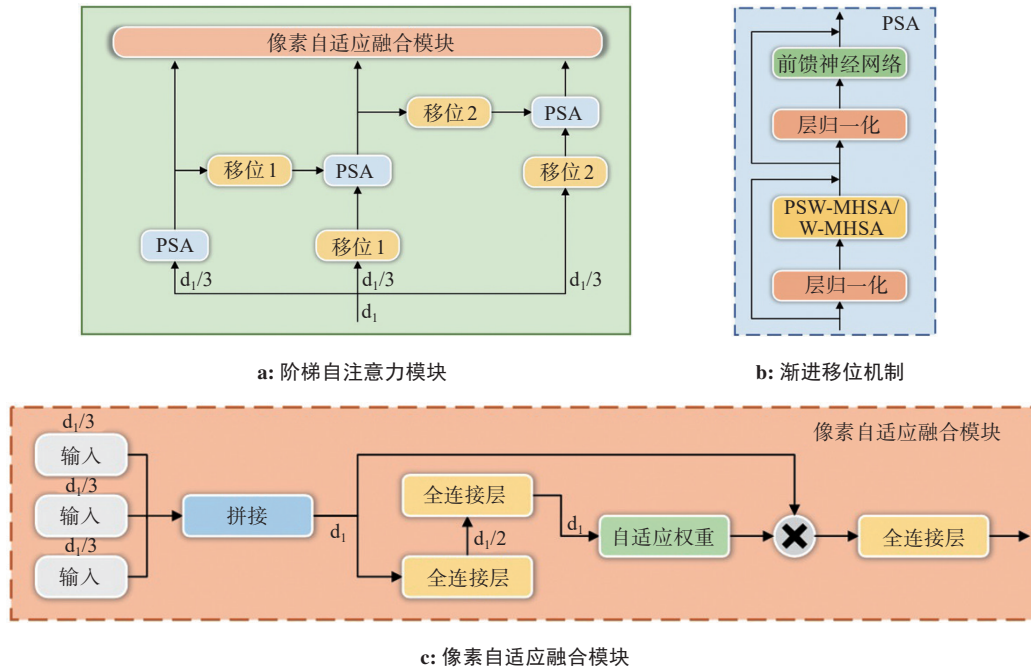 像素自适应融合模块
移位2
PSA
移位1
PSA
移位2
PSA
移位1
d₁/3
d₁/3
d₁/3
d₁
a: 阶梯自注意力模块
PSA
前馈神经网络
层归一化
PSW-MHSA/
W-MHSA
层归一化
b: 渐进移位机制
像素自适应融合模块
d₁/3
输入
d₁/3
输入
d₁/3
输入
拼接
d₁
全连接层
d₁/2
全连接层
d₁
自适应权重
全连接层
c: 像素自适应融合模块